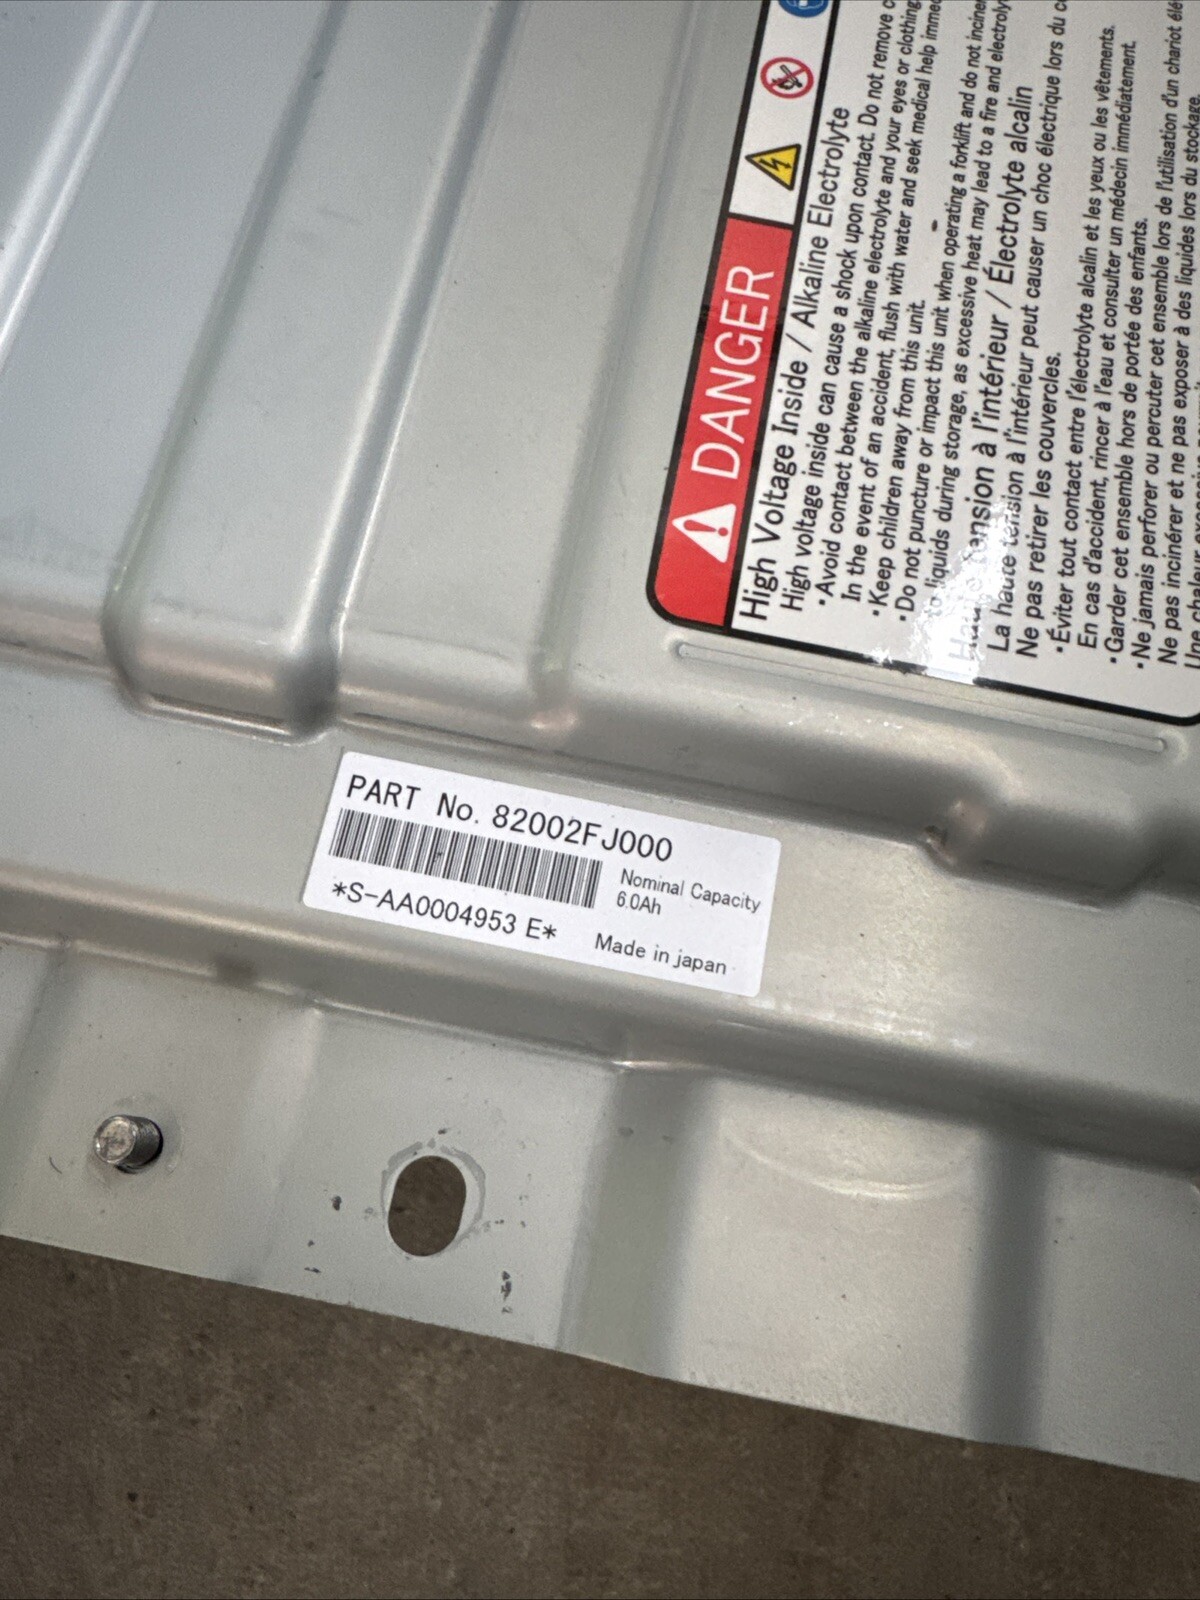 DANGER
High Voltage Inside / Alkaline Electrolyte
High voltage inside can cause a shock upon contact. Do not remove
• Avoid contact between the alkaline electrolyte and your eyes or clothing
In the event of an accident, flush with water and seek medical help
• Keep children away from this unit.
• Do not puncture or impact this unit when operating a forklift and do not
to liquids during storage, as excessive heat may lead to a fire and
Haute tension à l'intérieur / Électrolyte alcalin
La haute tension à l'intérieur peut causer un choc électrique lors du
Ne pas retirer les couvercles.
• Éviter tout contact entre l'électrolyte alcalin et les yeux ou les vêtements.
En cas d'accident, rincer à l'eau et consulter un médecin immédiatement.
• Garder cet ensemble hors de portée des enfants.
• Ne jamais perforer ou percuter cet ensemble lors de l'utilisation d'un chariot
Ne pas incinérer et ne pas exposer à des liquides lors du stockage.
Une chaleur
PART No. 82002FJ000
Nominal Capacity
6.0Ah
*S-AA0004953 E*
Made in japan